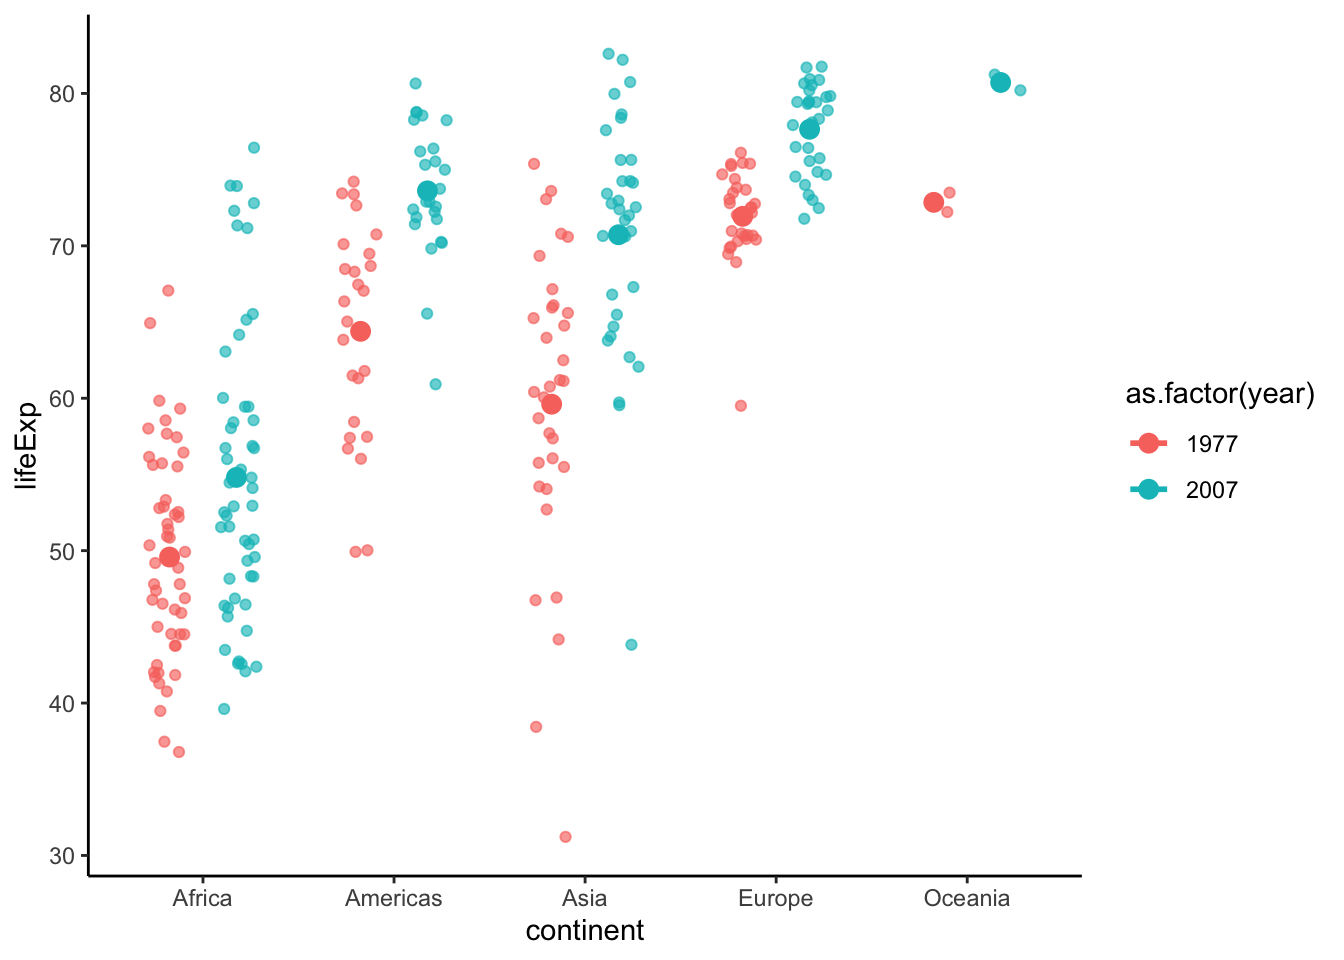 80
70
60
50
40
30
lifeExp
Africa Americas Asia Europe Oceania
continent
as.factor(year)
1977
2007